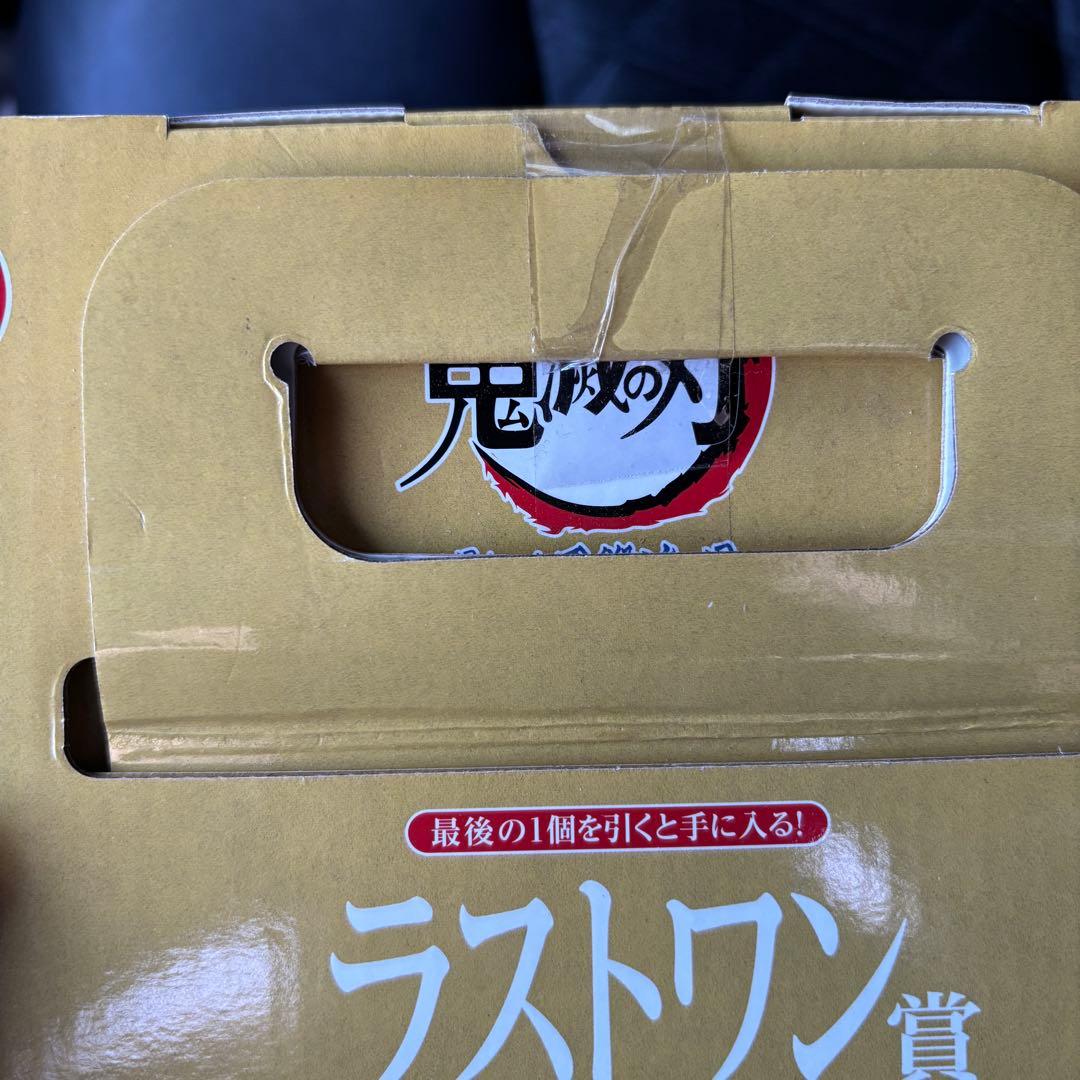 鬼滅の刃
最後の1個を引くと手に入る!
ラストワン賞